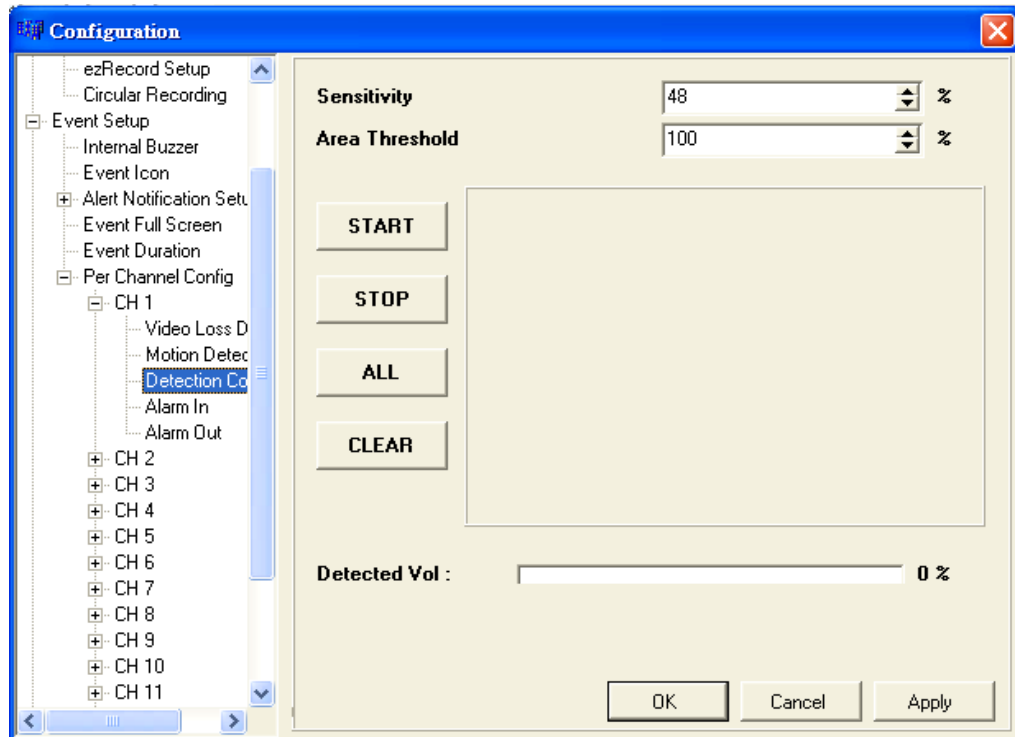 Configuration
ezRecord Setup
Circular Recording
Event Setup
Internal Buzzer
Event Icon
Alert Notification Setu
Event Full Screen
Event Duration
Per Channel Config
CH 1
Video Loss D
Motion Detec
Detection Co
Alarm In
Alarm Out
CH 2
CH 3
CH 4
CH 5
CH 6
CH 7
CH 8
CH 9
CH 10
CH 11
Sensitivity 48 %
Area Threshold 100 %
START
STOP
ALL
CLEAR
Detected Vol : 0 %
OK Cancel Apply